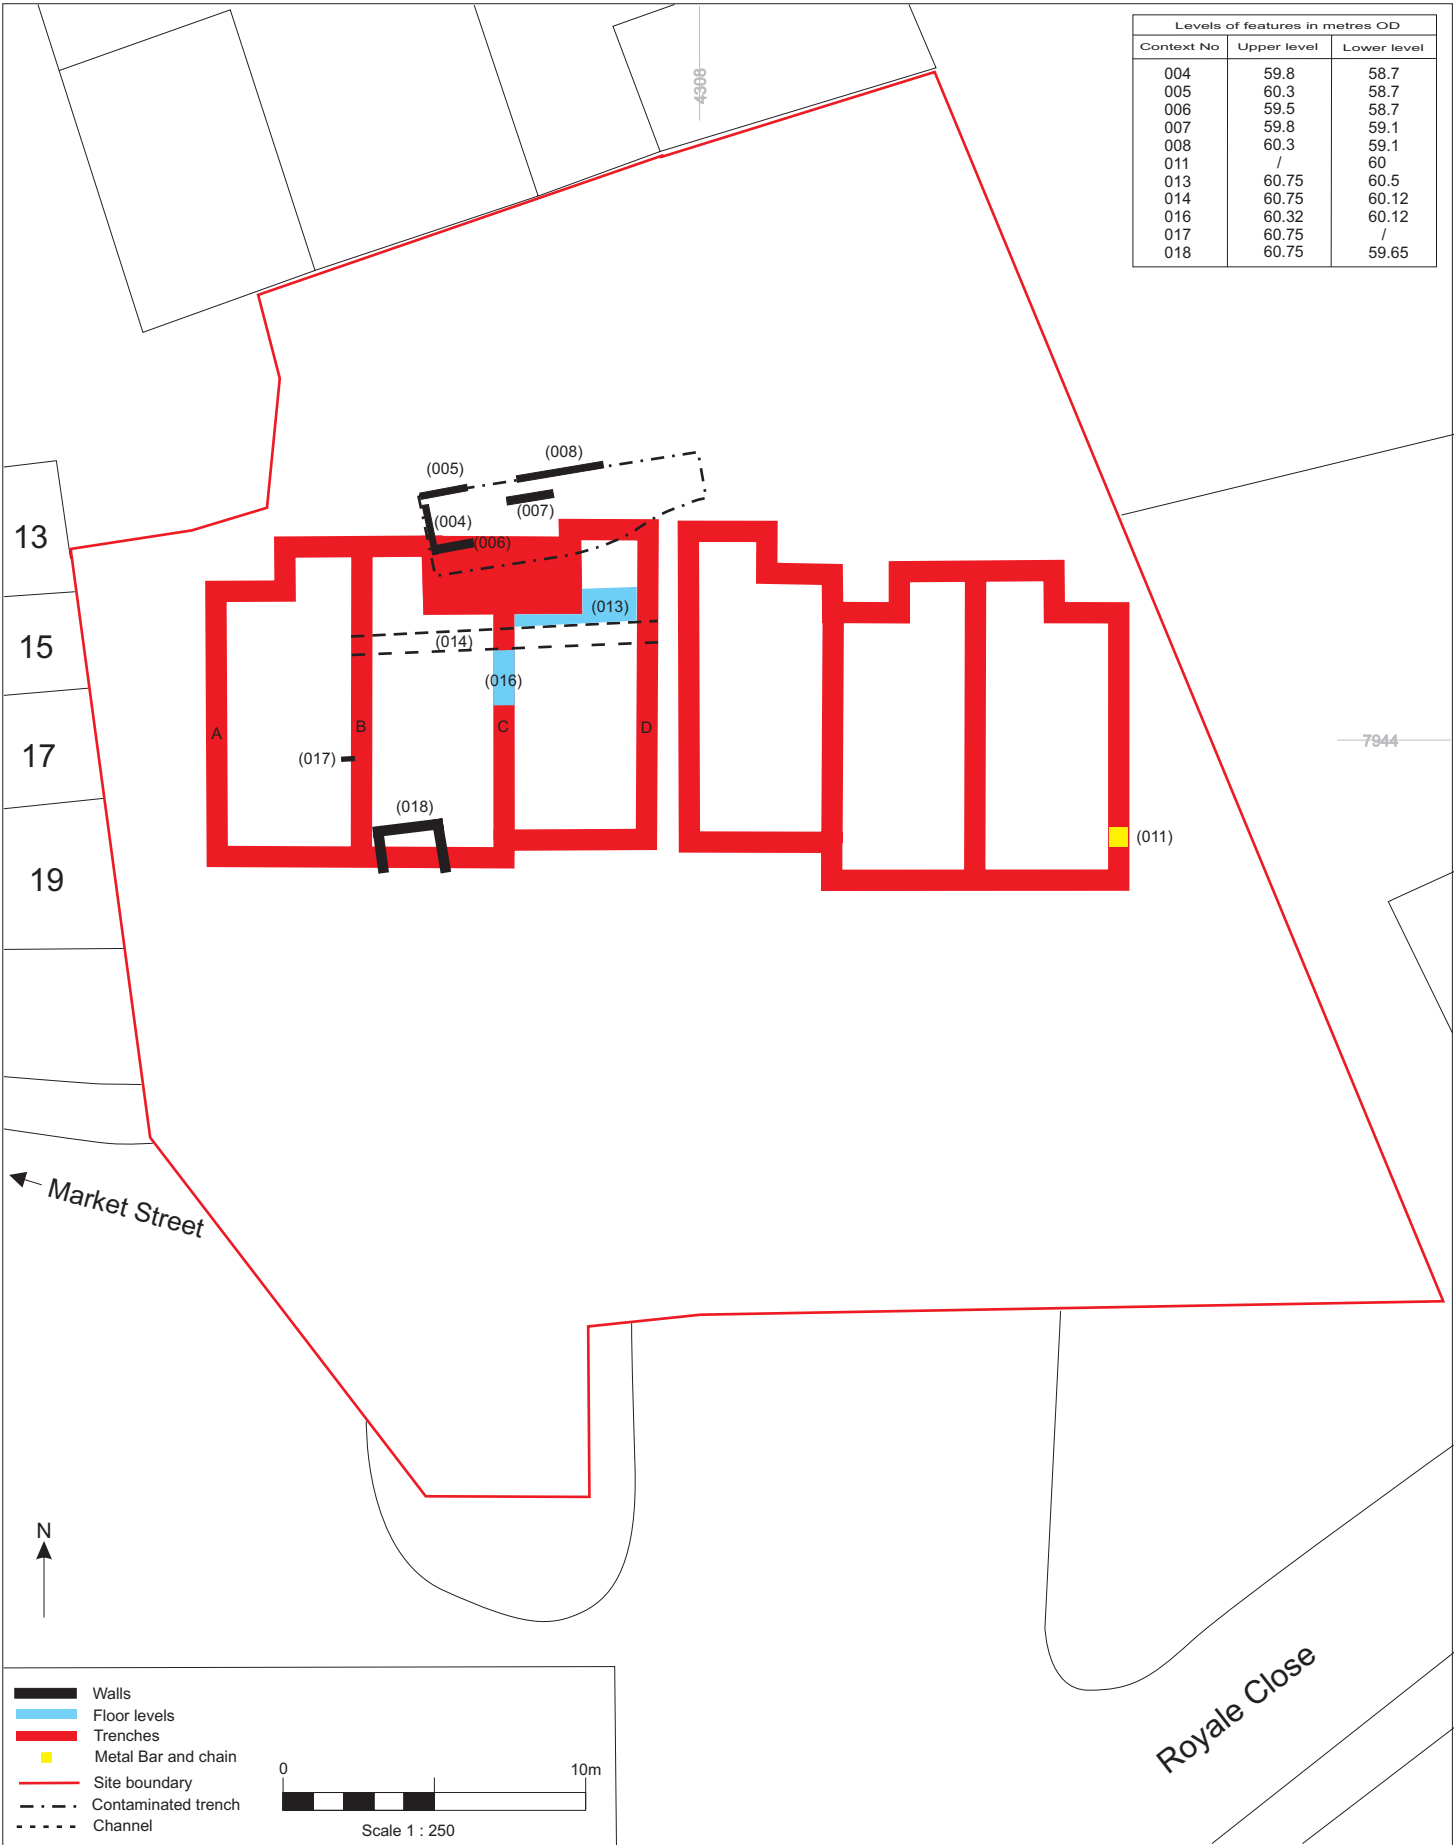 Levels of features in metres OD
Context No Upper level Lower level
004 59.8 58.7
005 60.3 58.7
006 59.5 58.7
007 59.8 59.1
008 60.3 59.1
011 / 60
013 60.75 60.5
014 60.75 60.12
016 60.32 60.12
017 60.75 /
018 60.75 59.65
4308
(008)
(005)
(007)
(004)
(006)
13
(013)
15
(014)
(016)
A
B
C
D
7944
17
(017)
(018)
(011)
19
Market Street
N
Royale Close
Walls
Floor levels
Trenches
Metal Bar and chain
Site boundary
Contaminated trench
Channel
0 10m
Scale 1 : 250